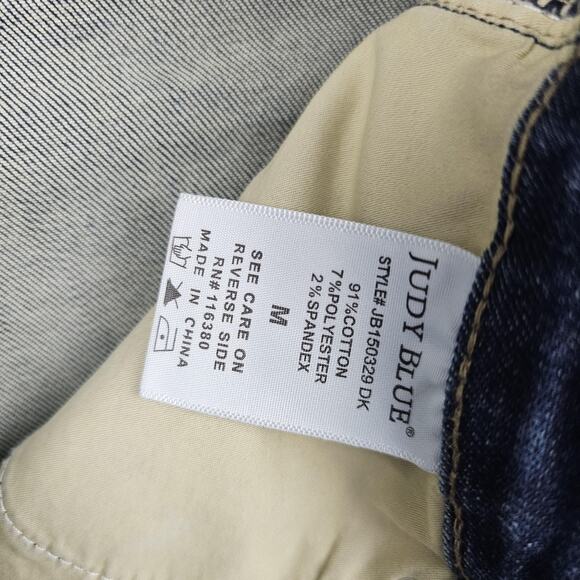 JUDY BLUE®
STYLE#JB150329 DK
91%COTTON
7%POLYESTER
2%SPANDEX
M
SEE CARE ON
REVERSE SIDE
RN# 116380
MADE IN CHINA